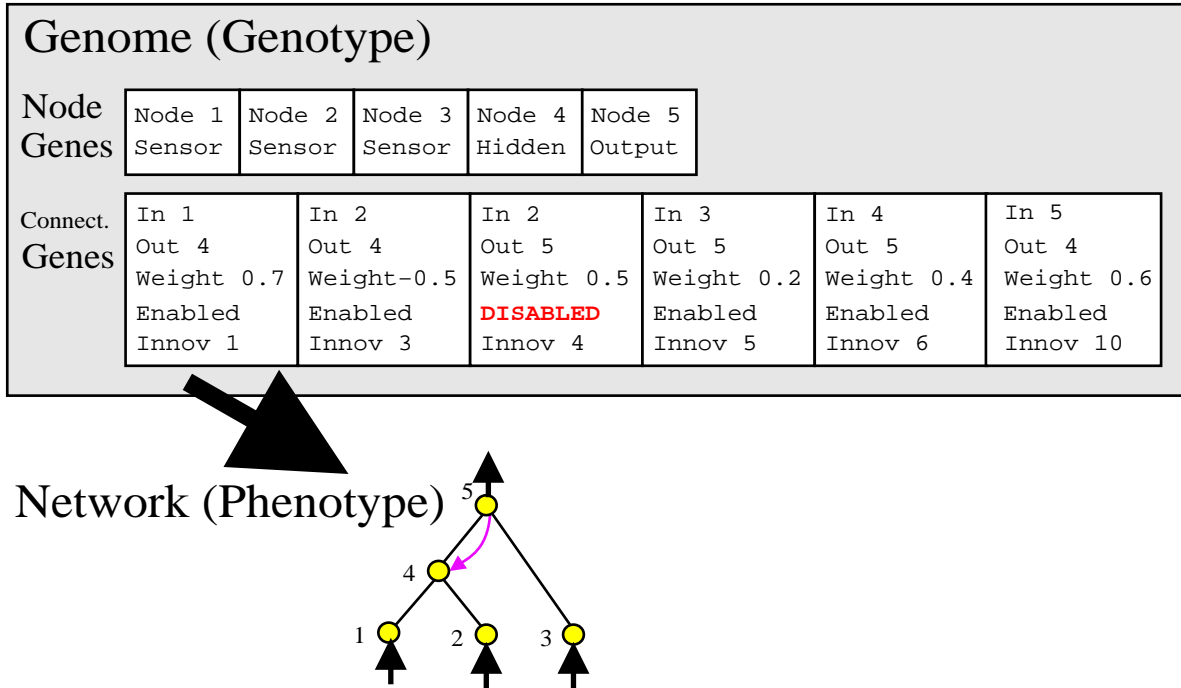 Genome (Genotype)
Node Genes
Node 1 Node 2 Node 3 Node 4 Node 5
Sensor Sensor Sensor Hidden Output
Connect. Genes
In 1 In 2 In 2 In 3 In 4 In 5
Out 4 Out 4 Out 5 Out 5 Out 5 Out 4
Weight 0.7 Weight-0.5 Weight 0.5 Weight 0.2 Weight 0.4 Weight 0.6
Enabled Enabled DISABLED Enabled Enabled Enabled
Innov 1 Innov 3 Innov 4 Innov 5 Innov 6 Innov 10
Network (Phenotype)
5
4
1 2 3